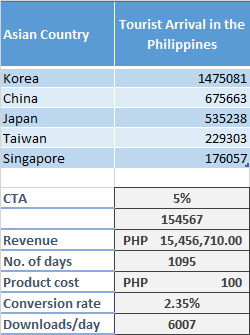 Asian Country Tourist Arrival in the Philippines
Korea 1475081
China 675663
Japan 535238
Taiwan 229303
Singapore 176057
CTA 5%
154567
Revenue PHP 15,456,710.00
No. of days 1095
Product cost PHP 100
Conversion rate 2.35%
Downloads/day 6007